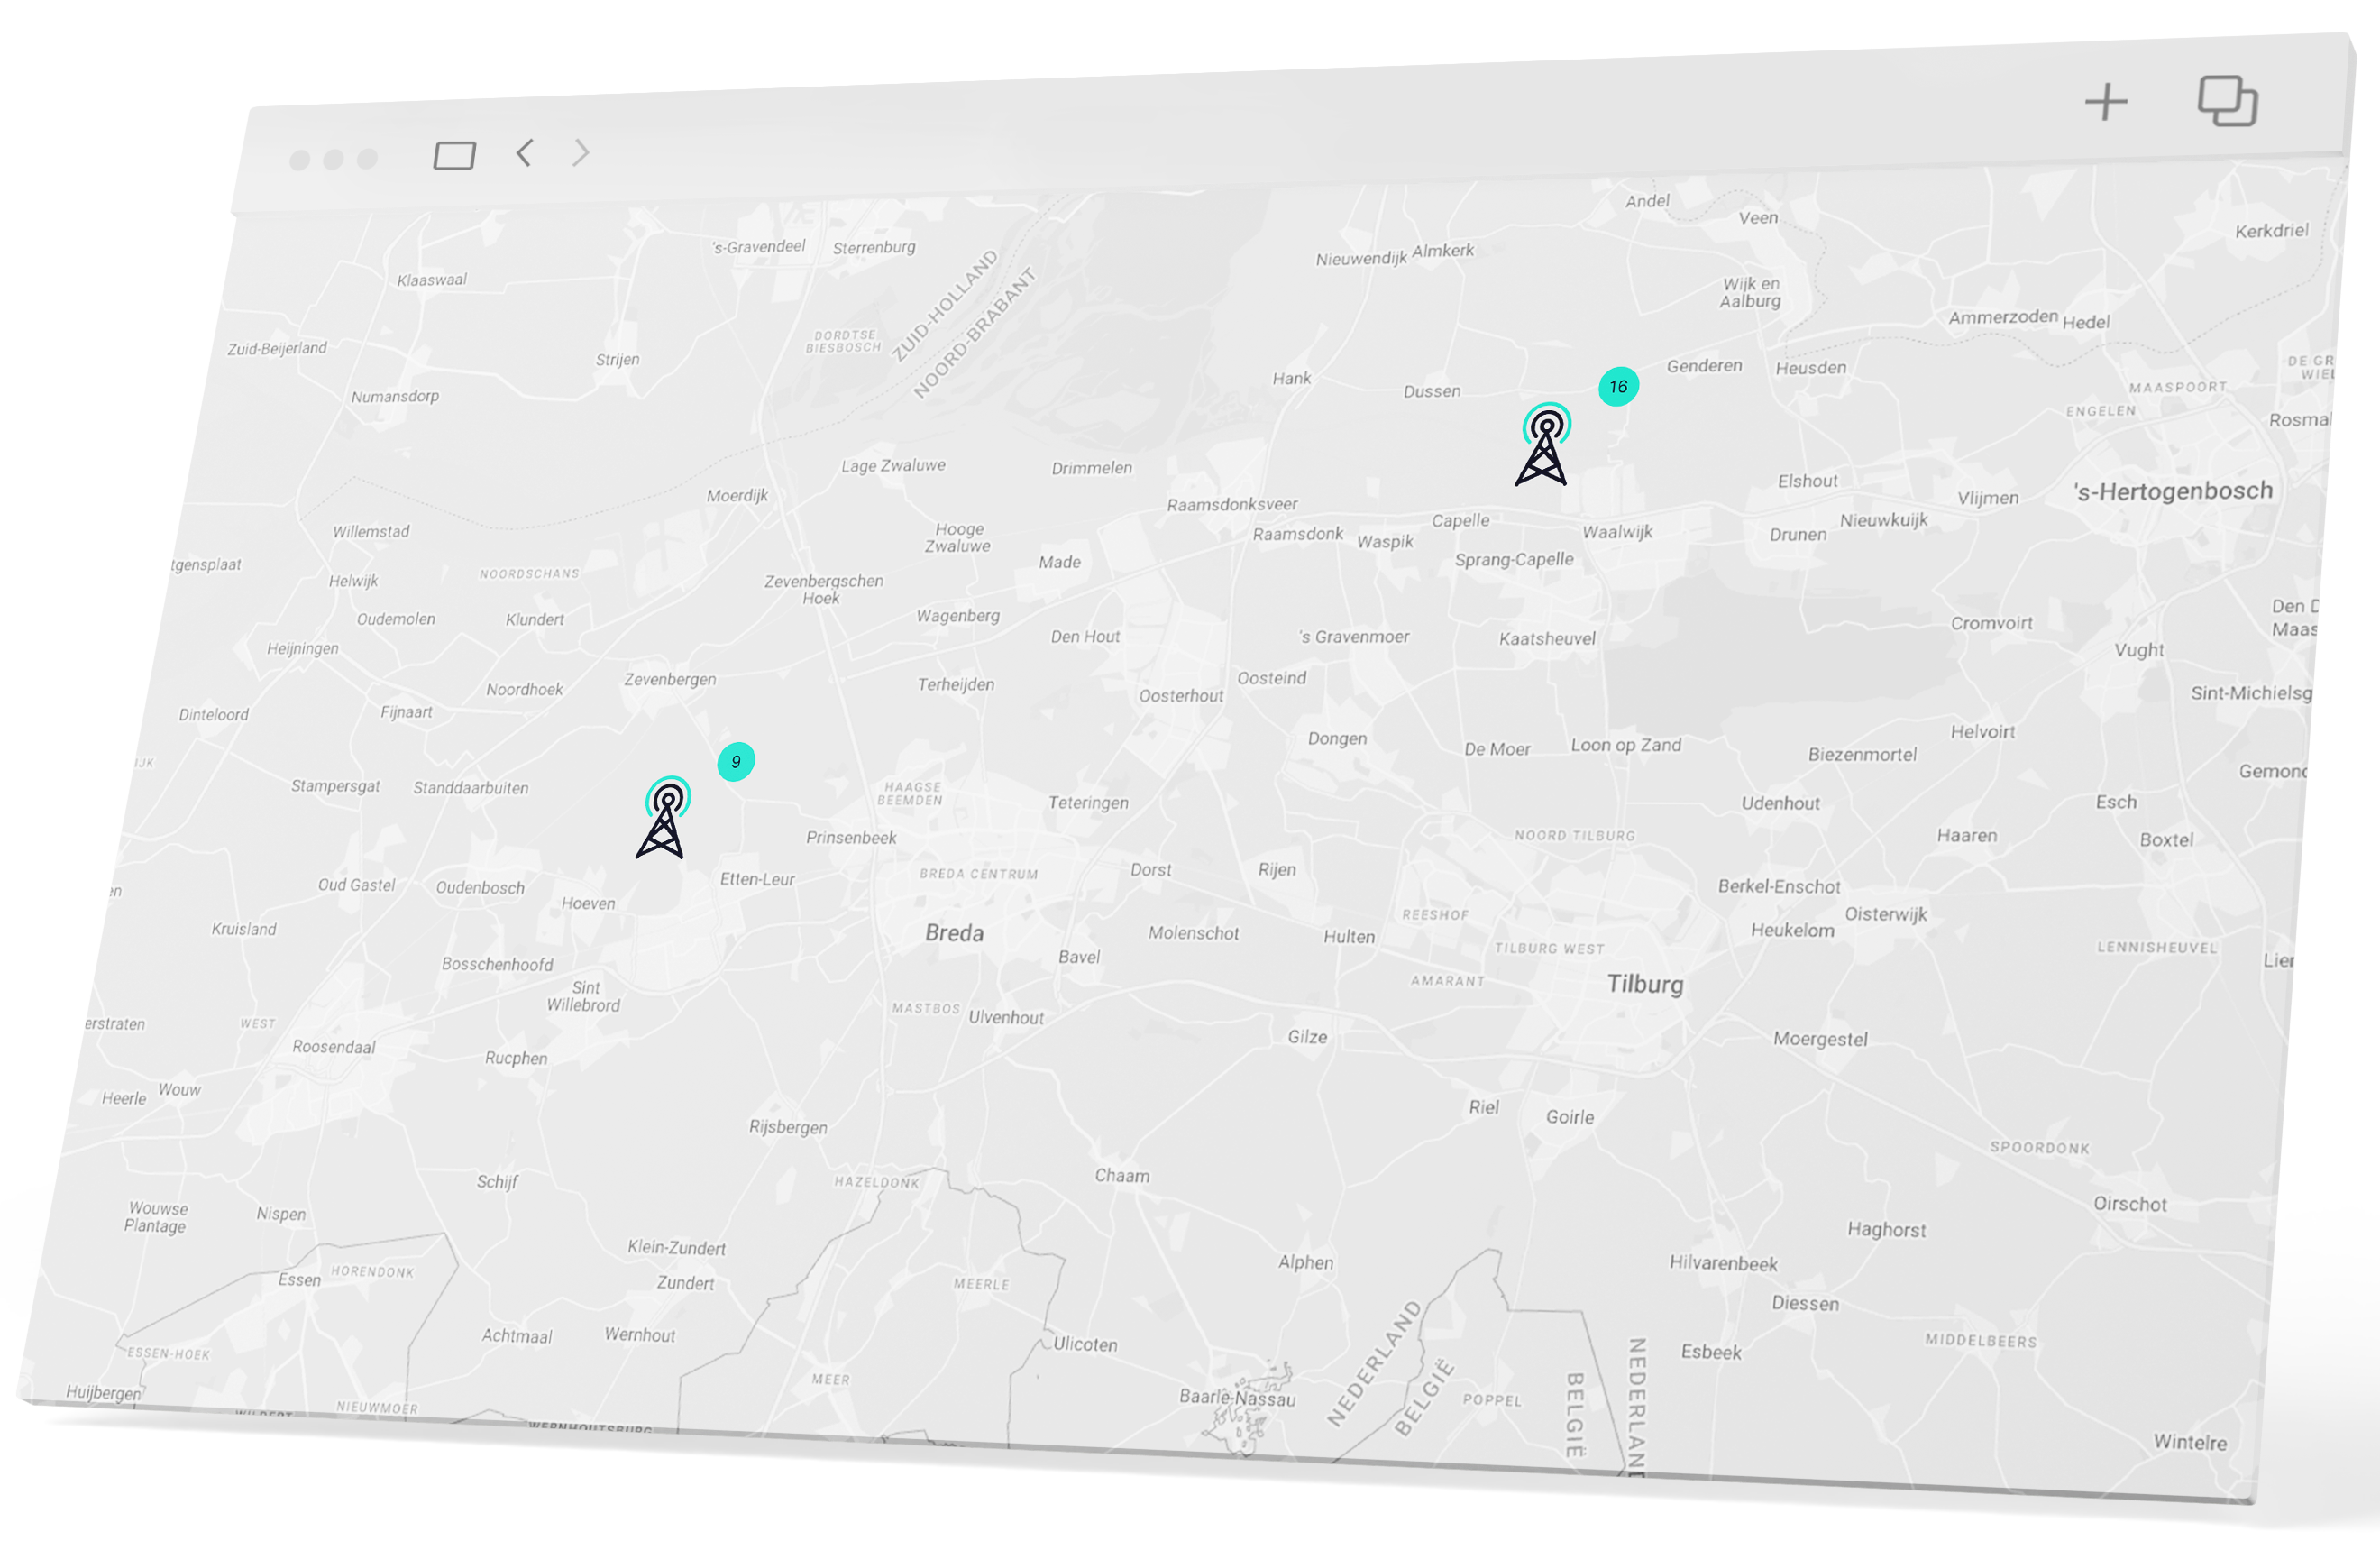 Andel
Veen
Kerkdriel
's-Gravendeel
Sterrenburg
Nieuwendijk
Almkerk
Klaaswaal
ZUID-HOLLAND
NOORD-BRABANT
Wijk en
Aalburg
Ammerzoden
Hedel
Zuid-Beijerland
DORDTSE
BIESBOSCH
Strijen
Genderen
Heusden
DE GR
WIEL
Numansdorp
Hank
Dussen
16
MAASPOORT
ENGELEN
Rosmal
Lage Zwaluwe
Drimmelen
Moerdijk
Raamsdonksveer
Elshout
Vlijmen
's-Hertogenbosch
Willemstad
Hooge
Zwaluwe
Raamsdonk
Waspik
Capelle
Waalwijk
Drunen
Nieuwkuijk
tgensplaat
Helwijk
NOORDSCHANS
Zevenbergschen
Hoek
Made
Sprang-Capelle
Oudemolen
Klundert
Wagenberg
Den Hout
's Gravenmoer
Kaatsheuvel
Cromvoirt
Den D
Maas
Heijningen
Vught
Noordhoek
Zevenbergen
Terheijden
Oosterhout
Oosteind
Sint-Michielsg
Dinteloord
Fijnaart
Dongen
De Moer
Loon op Zand
Biezenmortel
Helvoirt
IJK
9
Gemond
Stampersgat
Standdaarbuiten
HAAGSE
BEEMDEN
Teteringen
Udenhout
Esch
Prinsenbeek
NOORD TILBURG
Haaren
Boxtel
en
Oud Gastel
Oudenbosch
Hoeven
Etten-Leur
BREDA CENTRUM
Dorst
Rijen
Berkel-Enschot
Oisterwijk
Kruisland
Breda
Molenschot
Hulten
REESHOF
Heukelom
Bosschenhoofd
Bavel
TILBURG WEST
LENNISHEUVEL
Lier
Sint
Willebrord
AMARANT
Tilburg
erstraten
WEST
MASTBOS
Ulvenhout
Roosendaal
Rucphen
Gilze
Moergestel
Heerle
Wouw
Rijsbergen
Riel
Goirle
SPOORDONK
Schijf
HAZELDONK
Chaam
Oirschot
Wouwse
Plantage
Nispen
Haghorst
Klein-Zundert
Alphen
Hilvarenbeek
Essen
HORENDONK
Zundert
MEERLE
Diessen
Achtmaal
Wernhout
Ulicoten
NEDERLAND
BELGIË
NEDERLAND
BELGIË
Esbeek
MIDDELBEERS
ESSEN-HOEK
Huijbergen
NIEUWMOER
MEER
Baarle-Nassau
POPPEL
WILDERT
WERNHOUTSBURG
Wintelre